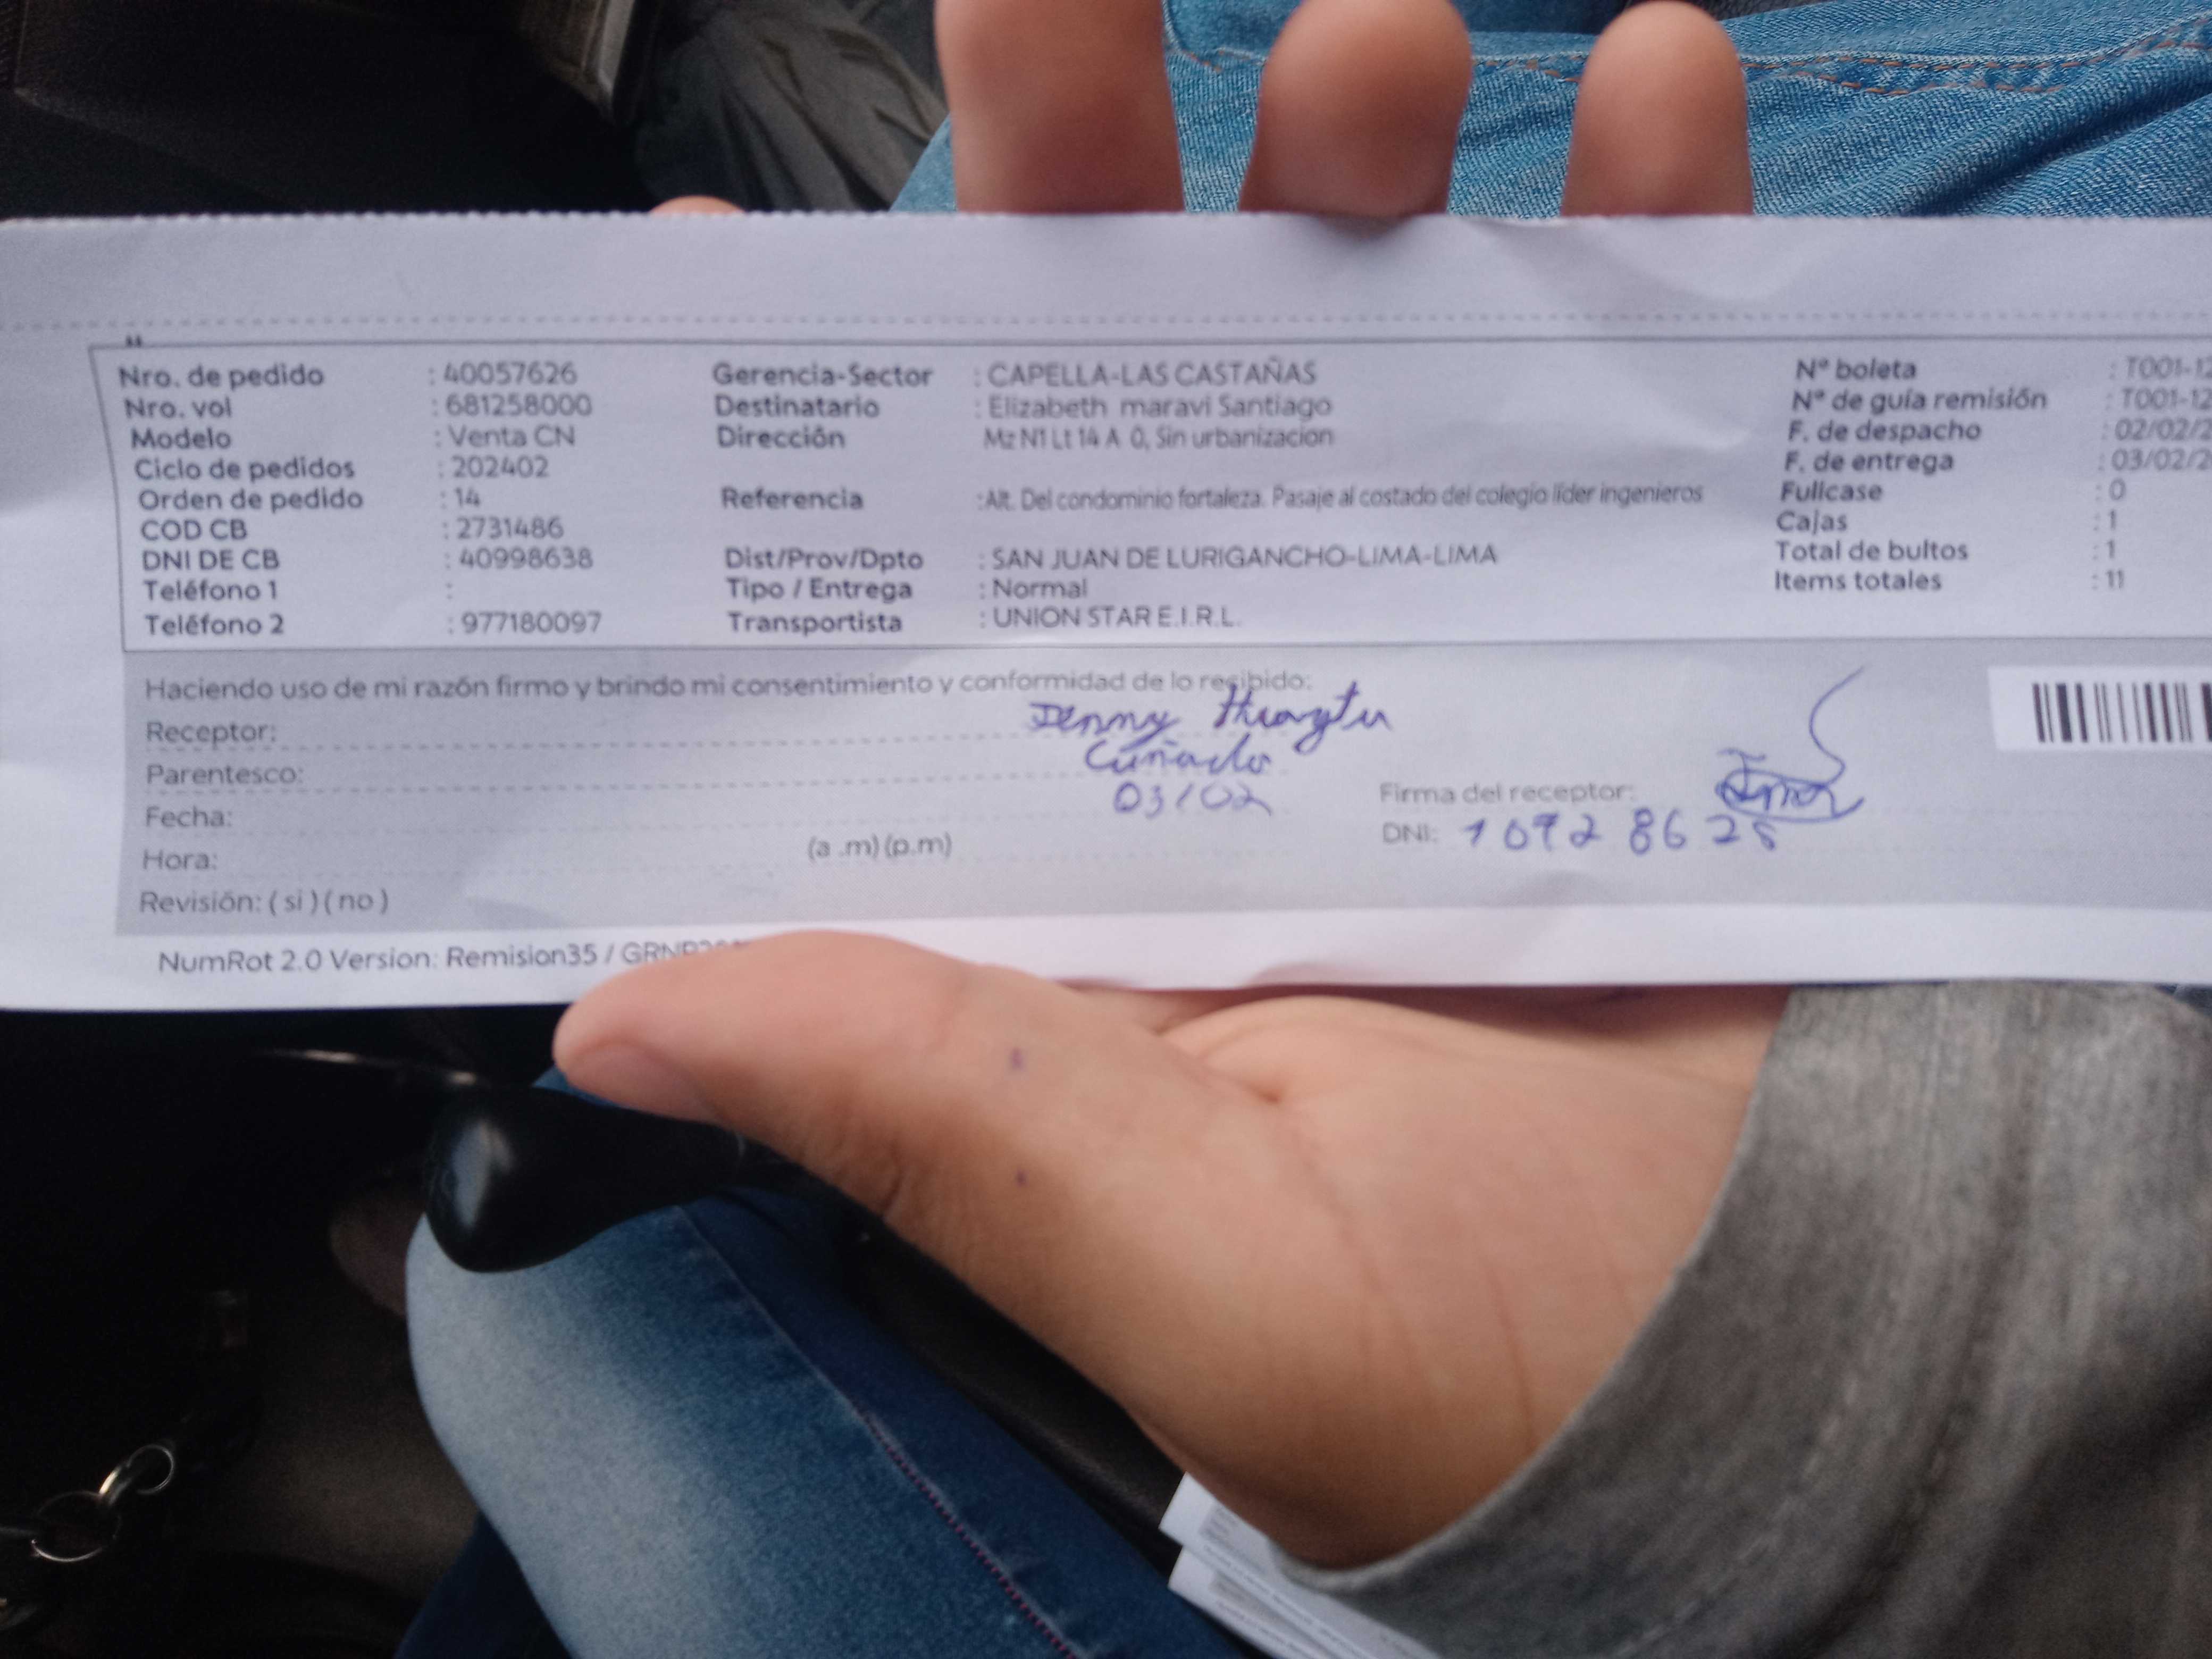 Nro. de pedido : 40057626 Gerencia-Sector : CAPELLA-LAS CASTAÑAS Nº boleta : T001-12
Nro. vol : 681258000 Destinatario : Elizabeth maravi Santiago Nº de guía remisión : T001-12
Modelo : Venta CN Dirección Mz N1 Lt 14 A 0, Sin urbanizacion F. de despacho : 02/02/2
Ciclo de pedidos : 202402 F. de entrega : 03/02/2
Orden de pedido : 14 Referencia :Alt. Del condominio fortaleza. Pasaje al costado del colegio líder ingenieros Fullcase : 0
COD CB : 2731486 Cajas : 1
DNI DE CB : 40998638 Dist/Prov/Dpto : SAN JUAN DE LURIGANCHO-LIMA-LIMA Total de bultos : 1
Teléfono 1 : Tipo / Entrega : Normal Items totales : 11
Teléfono 2 : 977180097 Transportista : UNION STAR E.I.R.L.
Haciendo uso de mi razón firmo y brindo mi consentimiento y conformidad de lo recibido:
Receptor: Jenny
Parentesco: Cuñado
Fecha: 03/02
Firma del receptor:
Hora: (a .m) (p.m) DNI:
Revisión: ( si ) ( no )
NumRot 2.0 Version: Remision35 /